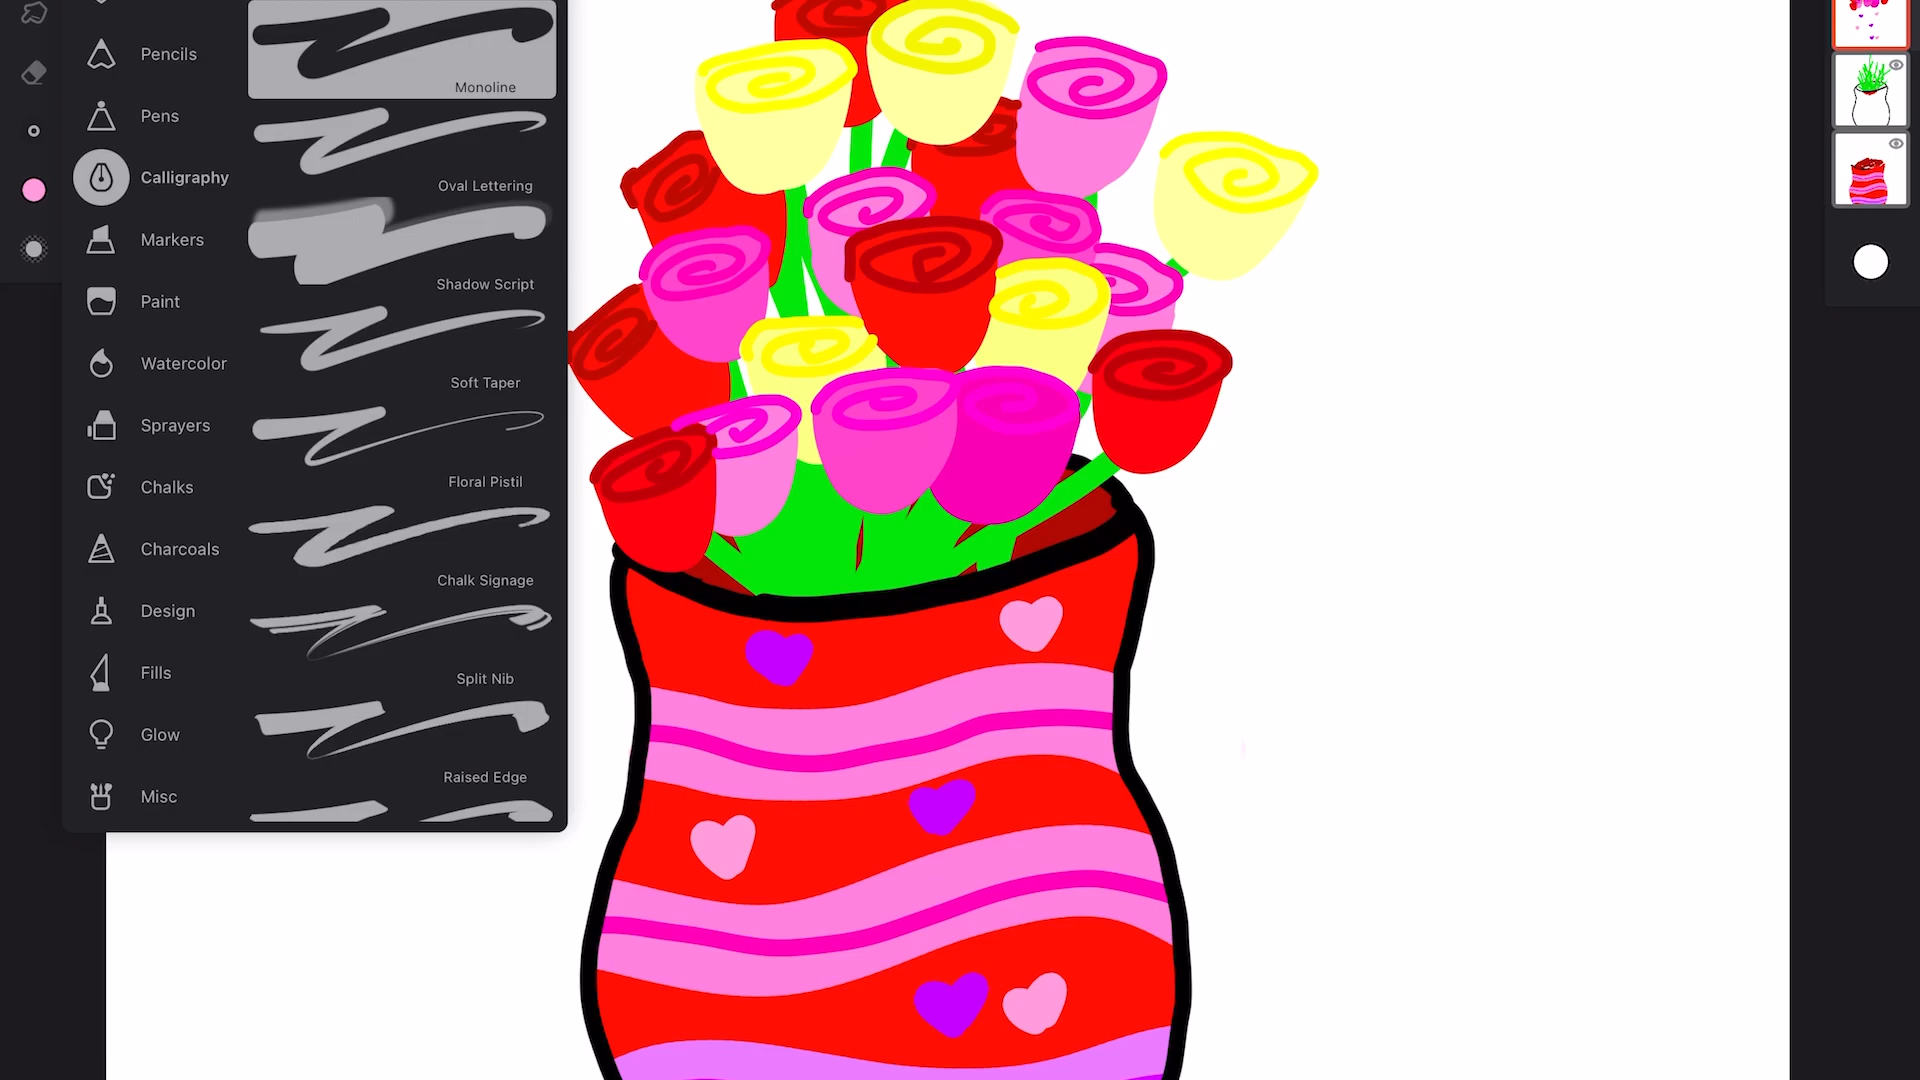 Pencils
Pens
Calligraphy
Markers
Paint
Watercolor
Sprayers
Chalks
Charcoals
Design
Fills
Glow
Misc
Monoline
Oval Lettering
Shadow Script
Soft Taper
Floral Pistil
Chalk Signage
Split Nib
Raised Edge